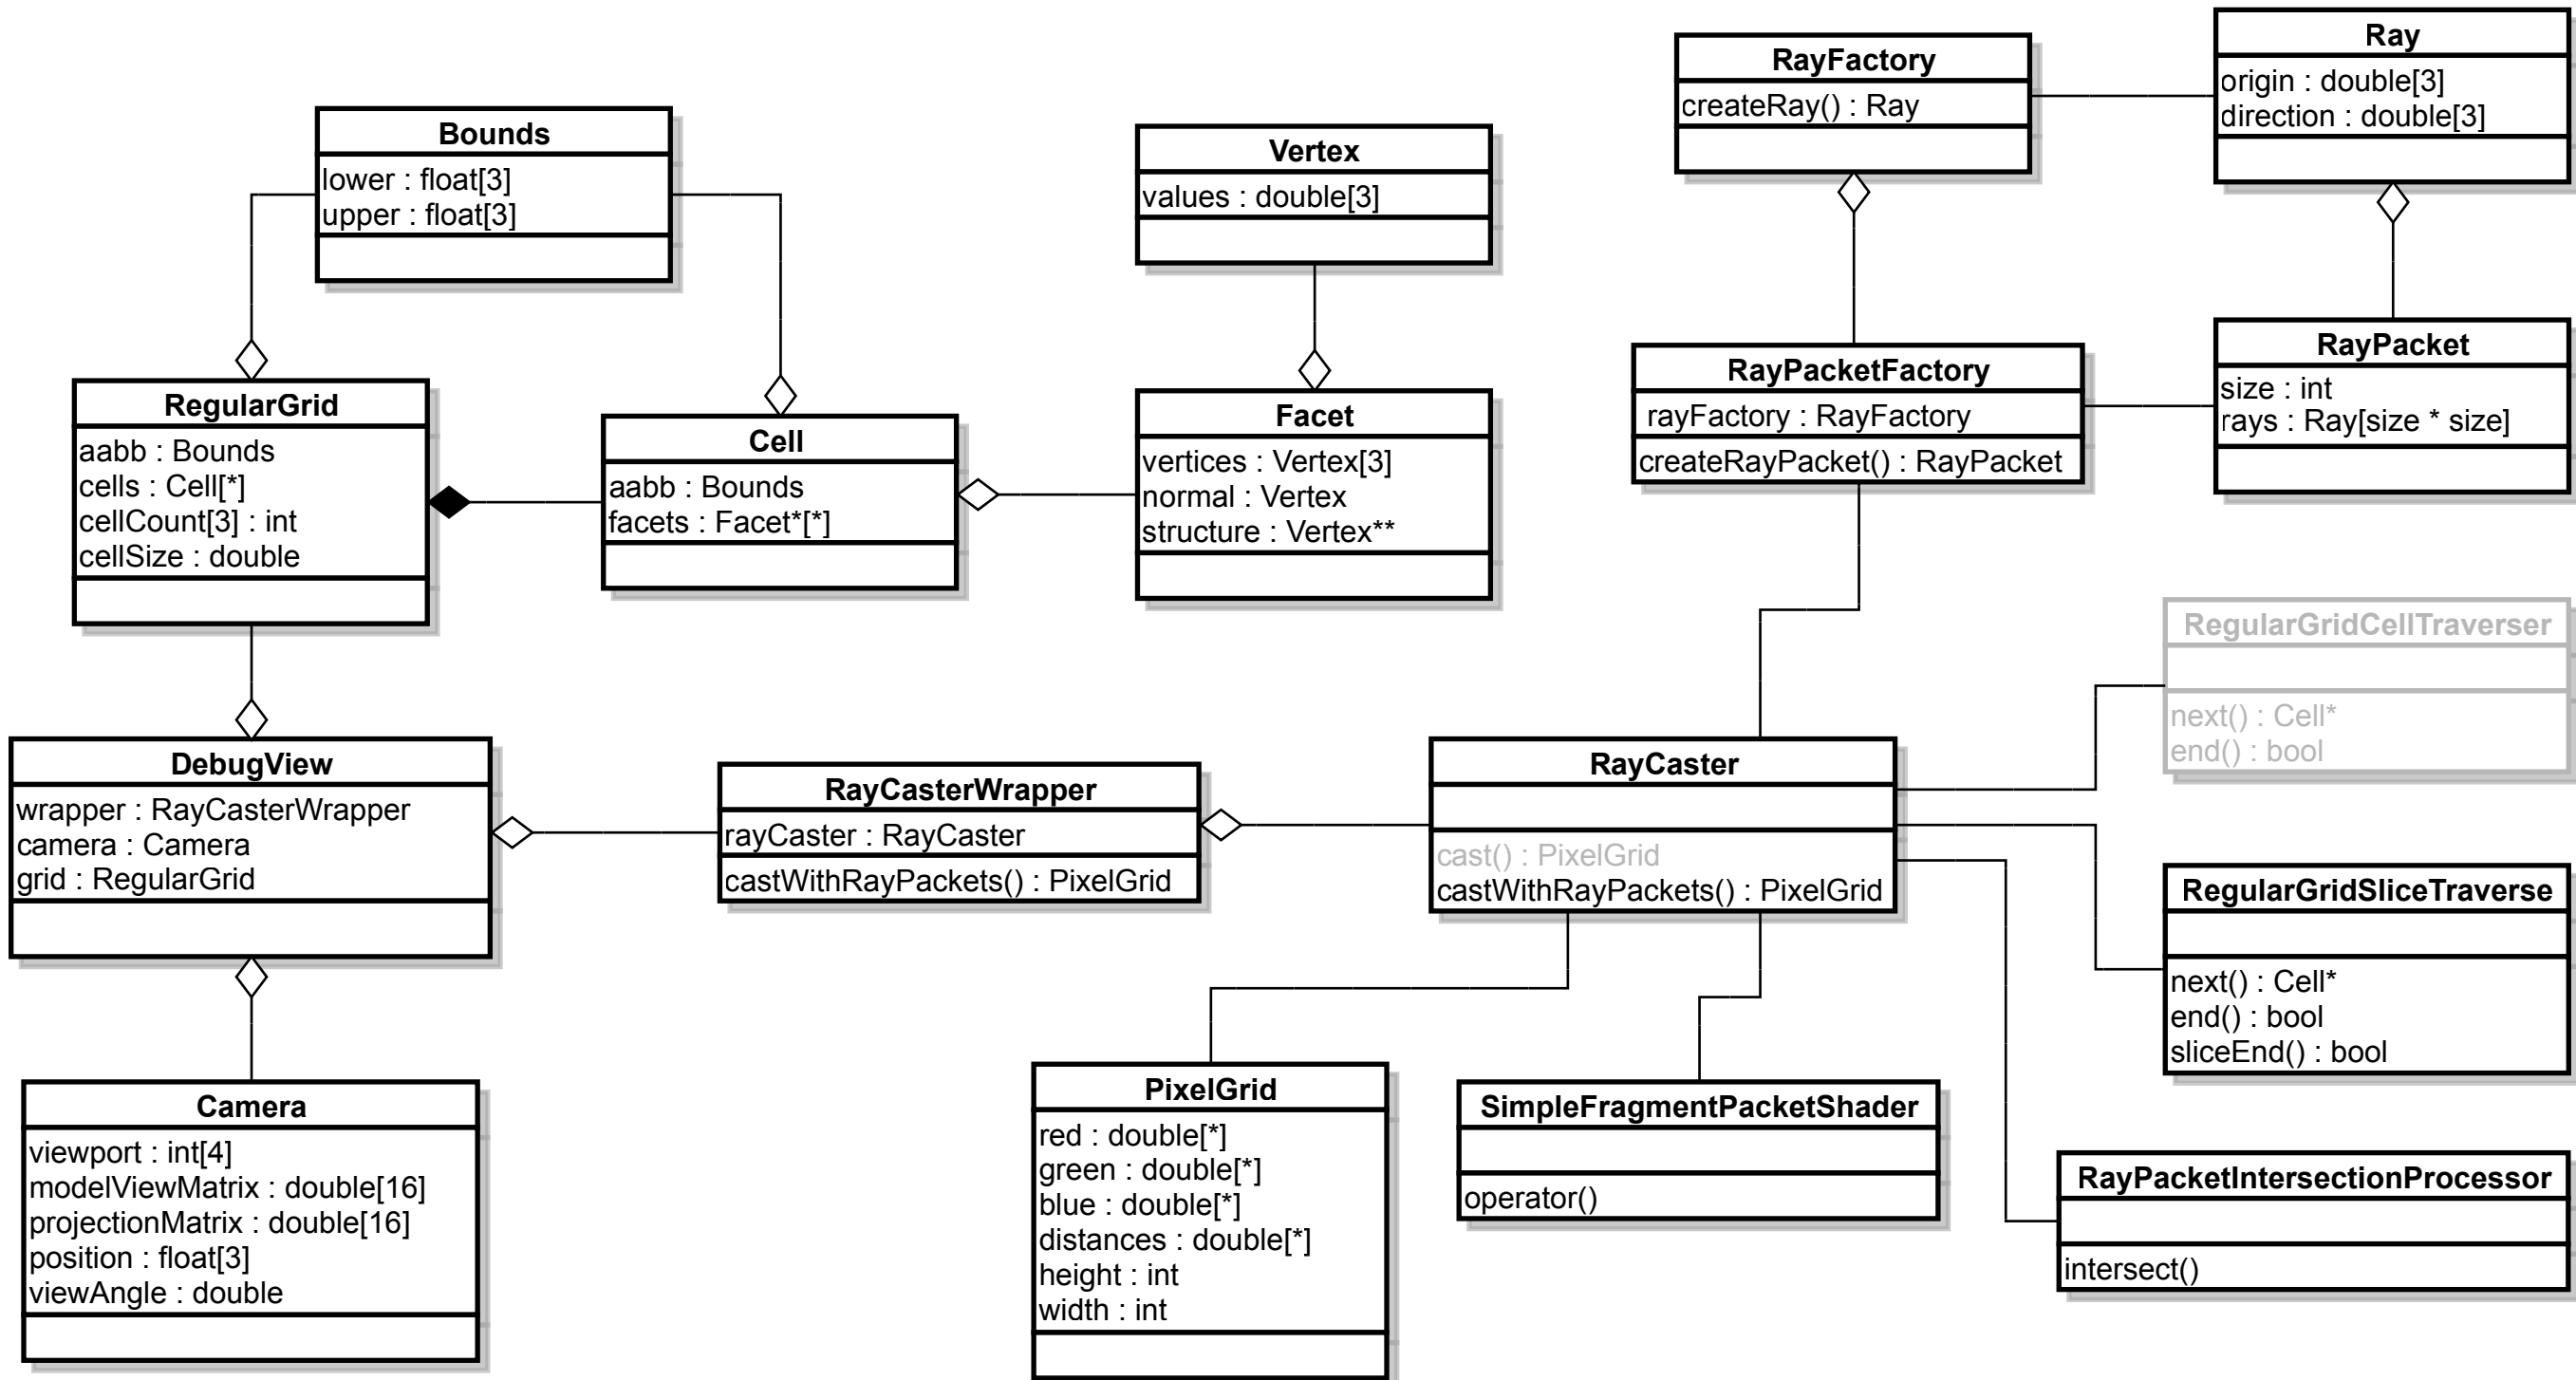 Bounds
lower : float[3]
upper : float[3]
Vertex
values : double[3]
RayFactory
createRay() : Ray
Ray
origin : double[3]
direction : double[3]
RegularGrid
aabb : Bounds
cells : Cell[*]
cellCount[3] : int
cellSize : double
Cell
aabb : Bounds
facets : Facet*[*]
Facet
vertices : Vertex[3]
normal : Vertex
structure : Vertex**
RayPacketFactory
rayFactory : RayFactory
createRayPacket() : RayPacket
RayPacket
size : int
rays : Ray[size * size]
RegularGridCellTraverser
next() : Cell*
end() : bool
DebugView
wrapper : RayCasterWrapper
camera : Camera
grid : RegularGrid
RayCasterWrapper
rayCaster : RayCaster
castWithRayPackets() : PixelGrid
RayCaster
cast() : PixelGrid
castWithRayPackets() : PixelGrid
RegularGridSliceTraverse
next() : Cell*
end() : bool
sliceEnd() : bool
Camera
viewport : int[4]
modelViewMatrix : double[16]
projectionMatrix : double[16]
position : float[3]
viewAngle : double
PixelGrid
red : double[*]
green : double[*]
blue : double[*]
distances : double[*]
height : int
width : int
SimpleFragmentPacketShader
operator()
RayPacketIntersectionProcessor
intersect()